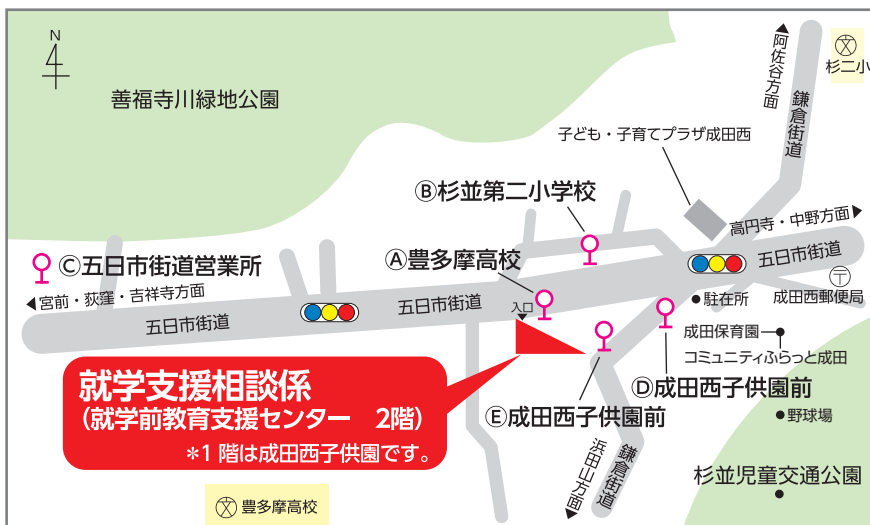 N
善福寺川緑地公園
阿佐谷方面
鎌倉街道
杉二小
子ども・子育てプラザ成田西
Ⓑ杉並第二小学校
高円寺・中野方面
五日市街道
Ⓒ五日市街道営業所
Ⓐ豊多摩高校
宮前・荻窪・吉祥寺方面
五日市街道
五日市街道
入口
駐在所
成田西郵便局
成田保育園
コミュニティふらっと成田
就学支援相談係
(就学前教育支援センター 2階)
*1階は成田西子供園です。
Ⓓ成田西子供園前
Ⓔ成田西子供園前
野球場
浜田山方面
鎌倉街道
杉並児童交通公園
文 豊多摩高校